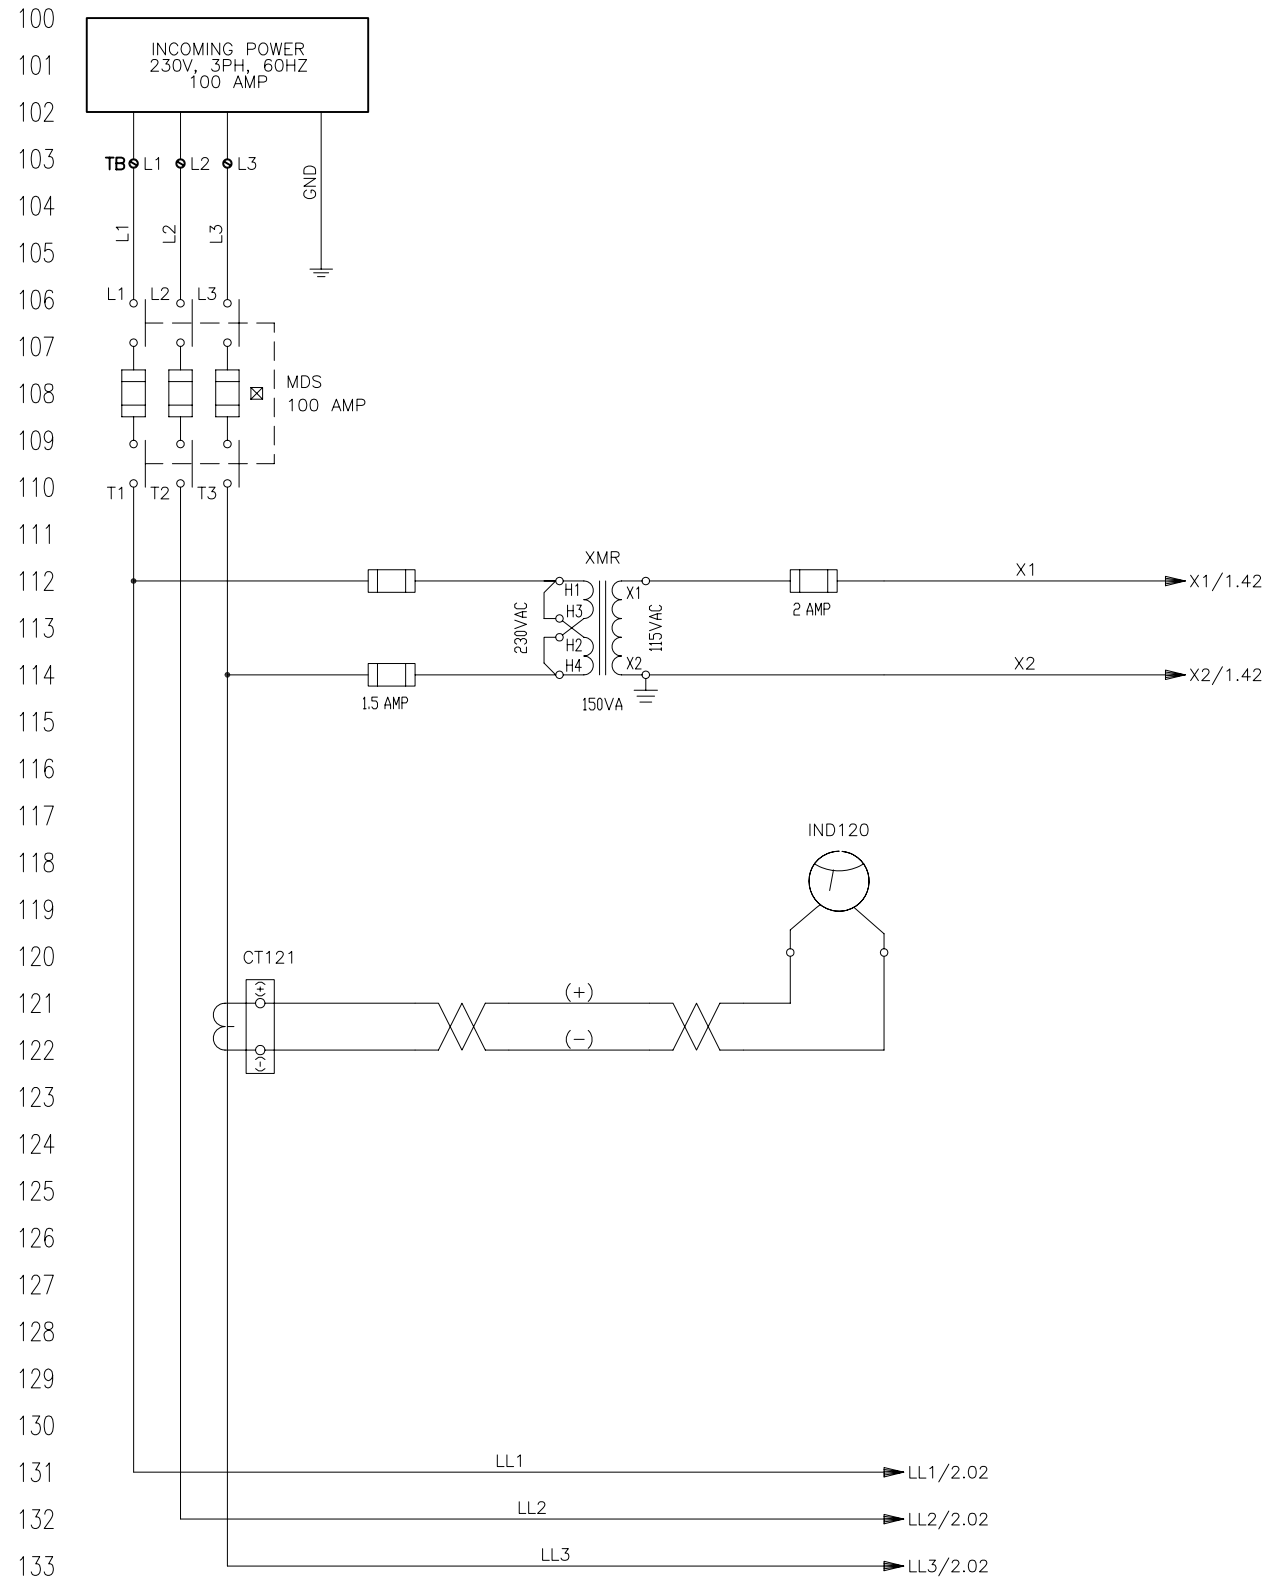 100
INCOMING POWER
101
230V, 3PH, 60HZ
100 AMP
102
103
TB L1 L2 L3
GND
104
L1 L2 L3
105
106
L1 L2 L3
107
108
MDS
100 AMP
109
110
T1 T2 T3
111
XMR
112
H1
X1
X1
X1/1.42
2 AMP
113
230VAC
H3
115VAC
H2
114
H4
X2
X2
X2/1.42
1.5 AMP
150VA
115
116
117
IND120
118
119
120
CT121
121
(+)
(+)
122
(-)
(-)
123
124
125
126
127
128
129
130
131
LL1
LL1/2.02
132
LL2
LL2/2.02
133
LL3
LL3/2.02